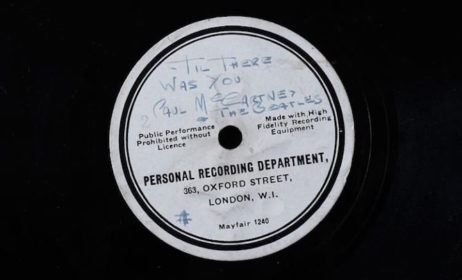 'TIL THERE
WAS YOU
PAUL McCARTNEY
& THE BEATLES
Public Performance
Prohibited without
Licence
Made with High
Fidelity Recording
Equipment
PERSONAL RECORDING DEPARTMENT,
363, OXFORD STREET,
LONDON, W.I.
Mayfair 1240